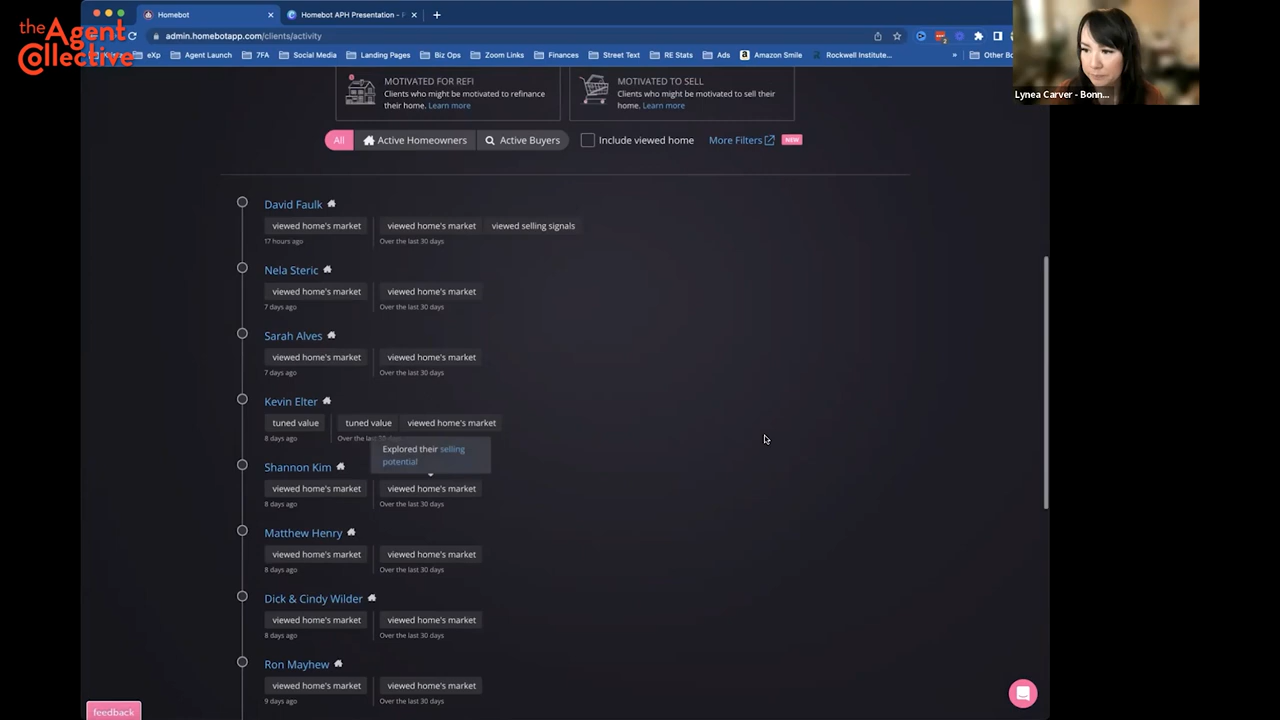 the
Agent
Collective
Homebot
Homebot APH Presentation - P
admin.homebotapp.com/clients/activity
eXp
Agent Launch
7FA
Social Media
Landing Pages
Biz Ops
Zoom Links
Finances
Street Text
RE Stats
Ads
Amazon Smile
Rockwell Institute...
»
Other Bo
Lynea Carver - Bonn...
MOTIVATED FOR REFI
Clients who might be motivated to refinance
their home. Learn more
MOTIVATED TO SELL
Clients who might be motivated to sell their
home. Learn more
All
Active Homeowners
Active Buyers
Include viewed home
More Filters
NEW
David Faulk
viewed home's market
viewed home's market
viewed selling signals
17 hours ago
Over the last 30 days
Nela Steric
viewed home's market
viewed home's market
7 days ago
Over the last 30 days
Sarah Alves
viewed home's market
viewed home's market
7 days ago
Over the last 30 days
Kevin Elter
tuned value
tuned value
viewed home's market
8 days ago
Over the
Explored their selling
potential
Shannon Kim
viewed home's market
viewed home's market
8 days ago
Over the last 30 days
Matthew Henry
viewed home's market
viewed home's market
8 days ago
Over the last 30 days
Dick & Cindy Wilder
viewed home's market
viewed home's market
8 days ago
Over the last 30 days
Ron Mayhew
viewed home's market
viewed home's market
9 days ago
Over the last 30 days
feedback